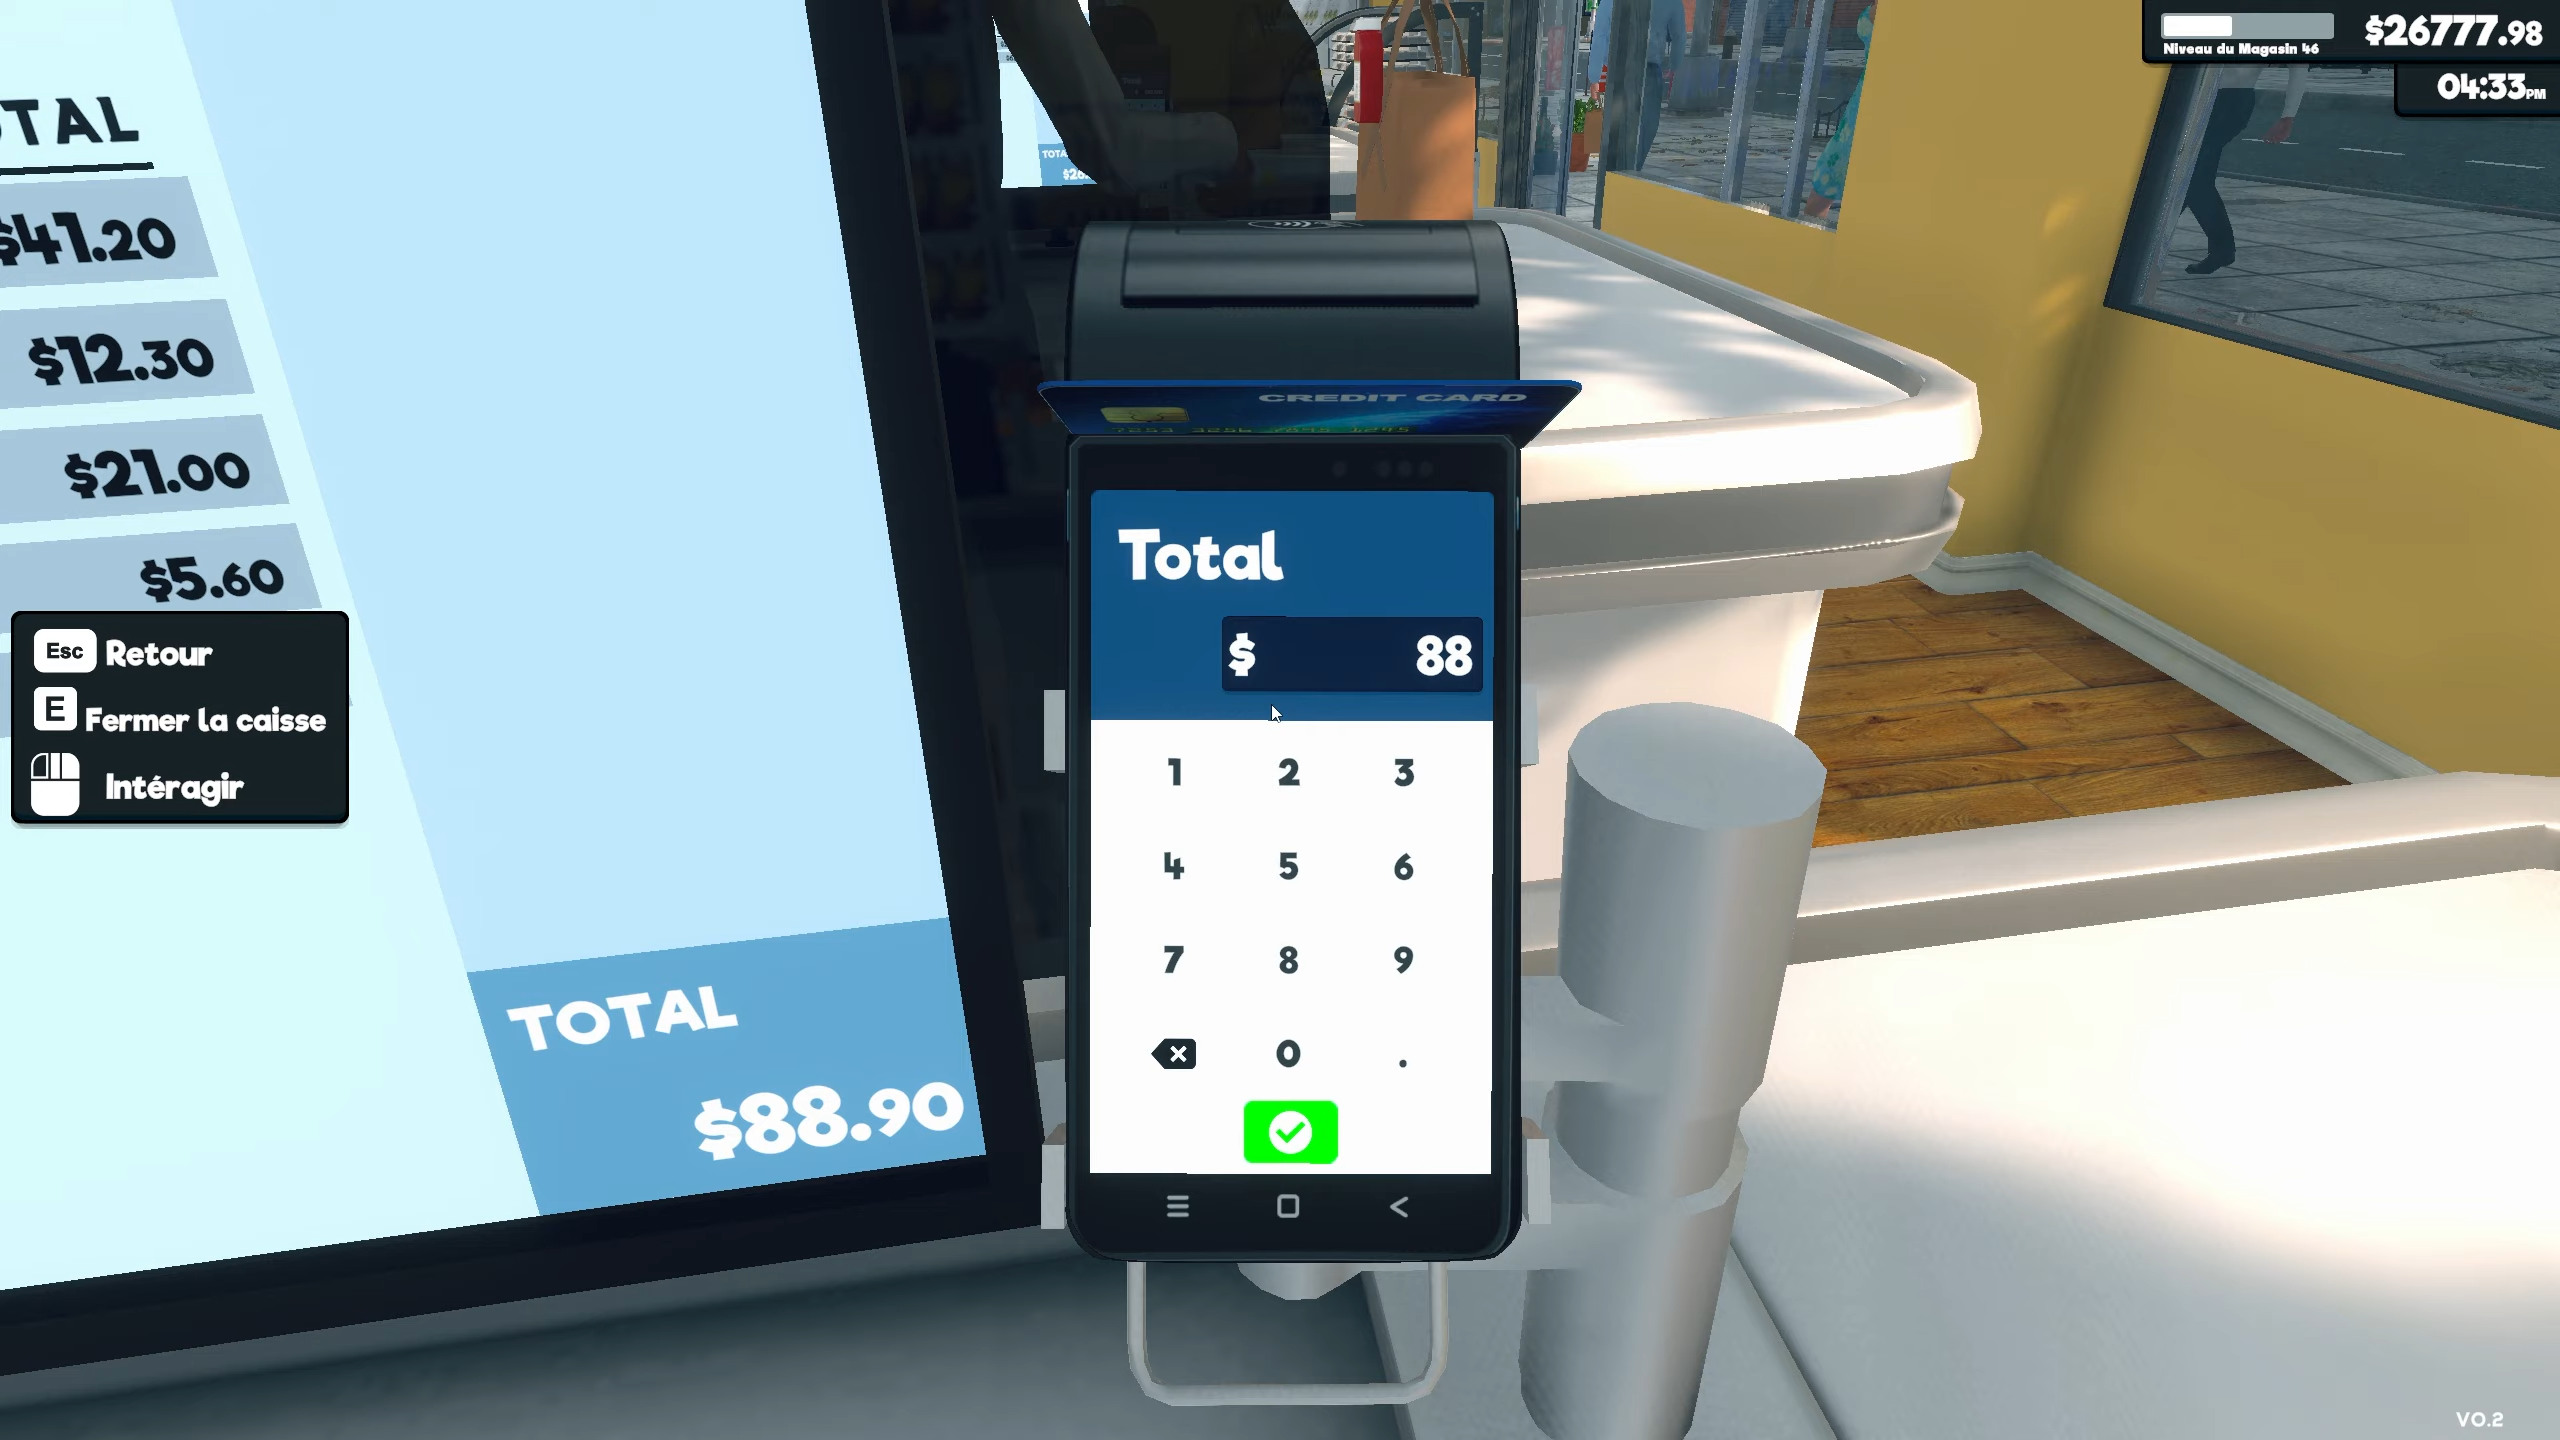 $26777.98
Niveau du Magasin 46
04:33PM
TAL
$41.20
$12.30
$21.00
$5.60
TOTAL
$88.90
Esc Retour
E Fermer la caisse
Intéragir
CREDIT CARD
Total
$ 88
1 2 3
4 5 6
7 8 9
0 .
V0.2